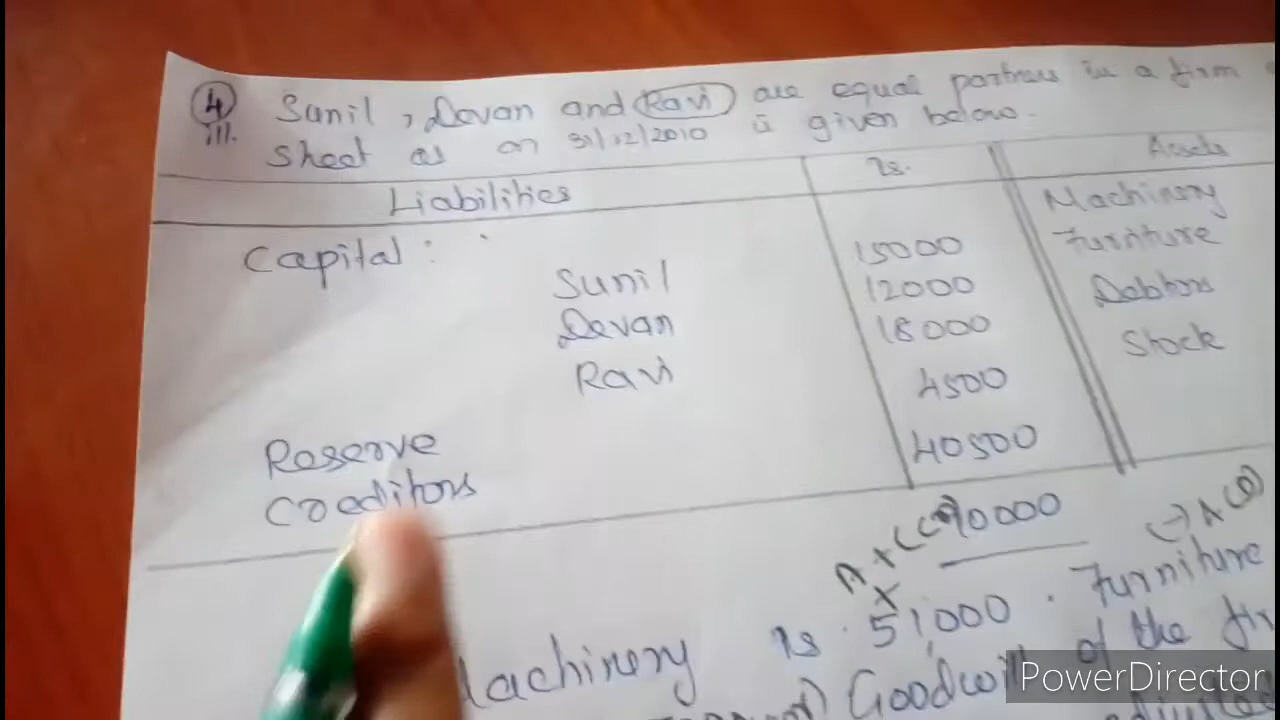 4 Sunil, Devan and Ravi are equal partners in a firm
ill. Sheet as on 31/12/2010 is given below.
Liabilities Rs. Assets
Capital: Machinery
Sunil 15000 Furniture
Devan 12000 Debtors
Ravi 18000 Stock
Reserve 4500
Creditors 40500
90000
A (-) A
Machinery is 51,000. Furniture
Goodwill of the
PowerDirector